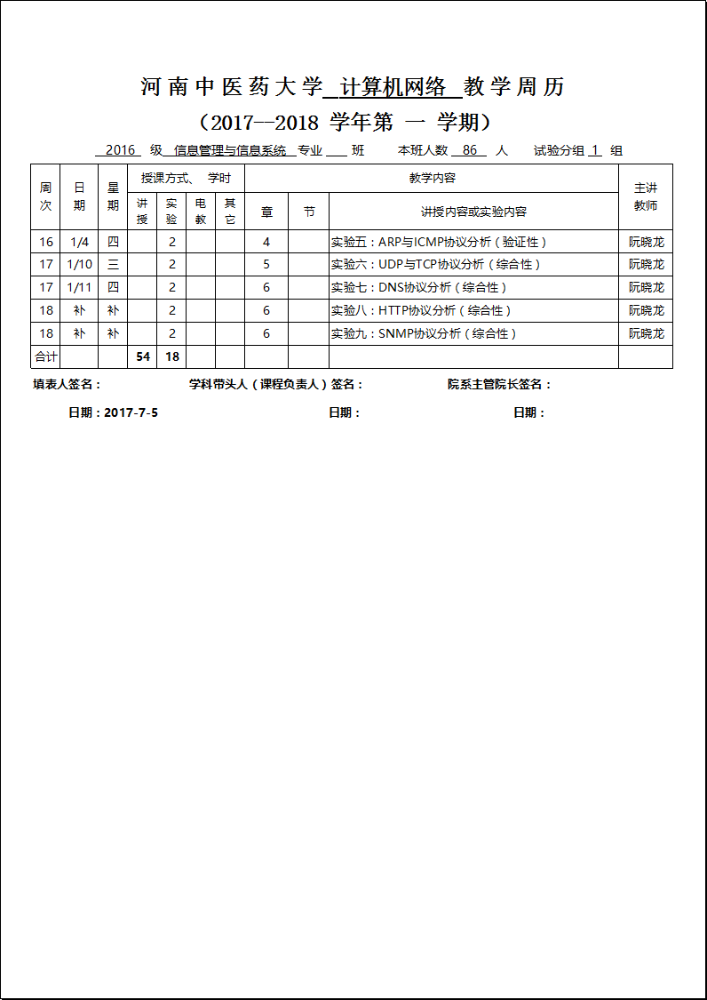 河南中医药大学 计算机网络 教学周历
（2017--2018 学年第 一 学期）
2016 级 信息管理与信息系统 专业 班 本班人数 86 人 试验分组 1 组
周次 日期 星期 授课方式、 学时 教学内容 主讲教师
讲授 实验 电教 其它 章 节 讲授内容或实验内容
16 1/4 四 2 4 实验五：ARP与ICMP协议分析（验证性） 阮晓龙
17 1/10 三 2 5 实验六：UDP与TCP协议分析（综合性） 阮晓龙
17 1/11 四 2 6 实验七：DNS协议分析（综合性） 阮晓龙
18 补 补 2 6 实验八：HTTP协议分析（综合性） 阮晓龙
18 补 补 2 6 实验九：SNMP协议分析（综合性） 阮晓龙
合计 54 18
填表人签名： 学科带头人（课程负责人）签名： 院系主管院长签名：
日期：2017-7-5 日期： 日期：